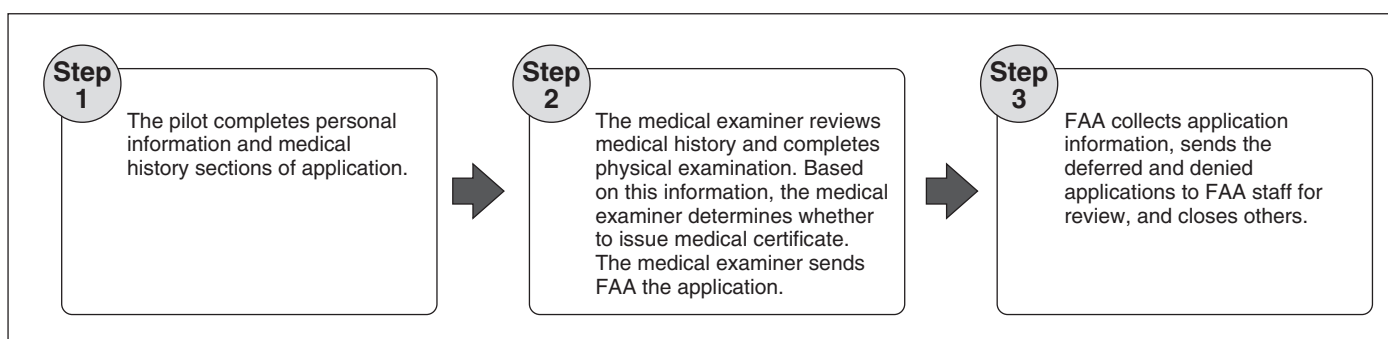 Step
1
The pilot completes personal
information and medical
history sections of application.
Step
2
The medical examiner reviews
medical history and completes
physical examination. Based
on this information, the medical
examiner determines whether
to issue medical certificate.
The medical examiner sends
FAA the application.
Step
3
FAA collects application
information, sends the
deferred and denied
applications to FAA staff for
review, and closes others.